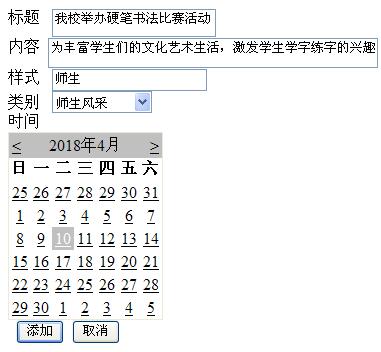 标题 我校举办硬笔书法比赛活动
内容 为丰富学生们的文化艺术生活，激发学生学字练字的兴趣
样式 师生
类别 师生风采
时间
< 2018年4月 >
日 一 二 三 四 五 六
25 26 27 28 29 30 31
1 2 3 4 5 6 7
8 9 10 11 12 13 14
15 16 17 18 19 20 21
22 23 24 25 26 27 28
29 30 1 2 3 4 5
添加 取消